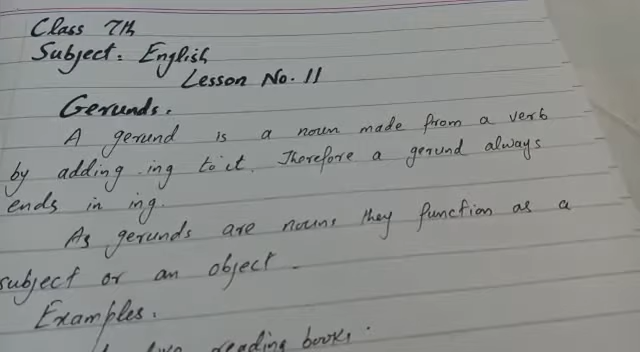 Class 7th
Subject: English
Lesson No. 11
Gerunds.
A gerund is a noun made from a verb
by adding -ing to it. Therefore a gerund always
ends in ing.
As gerunds are nouns they function as a
subject or an object.
Examples.
reading books.